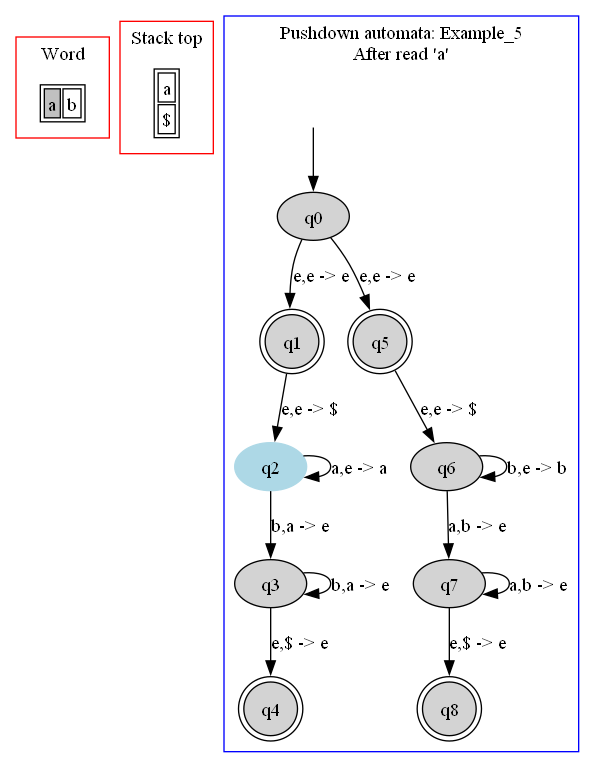 Word
a b
Stack top
a
$
Pushdown automata: Example_5
After read 'a'
q0
e,e -> e e,e -> e
q1 q5
e,e -> $ e,e -> $
q2 a,e -> a q6 b,e -> b
b,a -> e a,b -> e
q3 b,a -> e q7 a,b -> e
e,$ -> e e,$ -> e
q4 q8